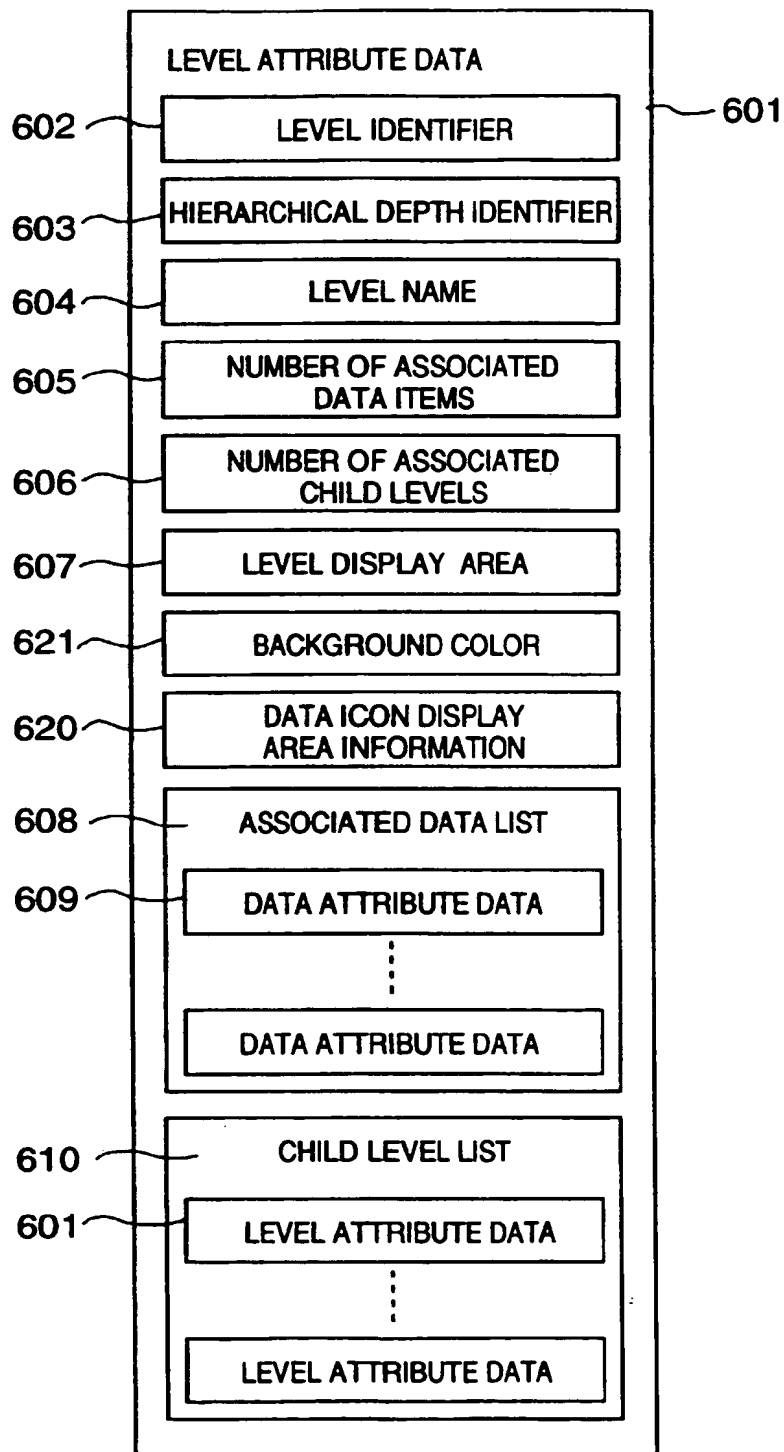 LEVEL ATTRIBUTE DATA
601
602
LEVEL IDENTIFIER
603
HIERARCHICAL DEPTH IDENTIFIER
604
LEVEL NAME
605
NUMBER OF ASSOCIATED
DATA ITEMS
606
NUMBER OF ASSOCIATED
CHILD LEVELS
607
LEVEL DISPLAY AREA
621
BACKGROUND COLOR
620
DATA ICON DISPLAY
AREA INFORMATION
608
ASSOCIATED DATA LIST
609
DATA ATTRIBUTE DATA
DATA ATTRIBUTE DATA
610
CHILD LEVEL LIST
601
LEVEL ATTRIBUTE DATA
LEVEL ATTRIBUTE DATA